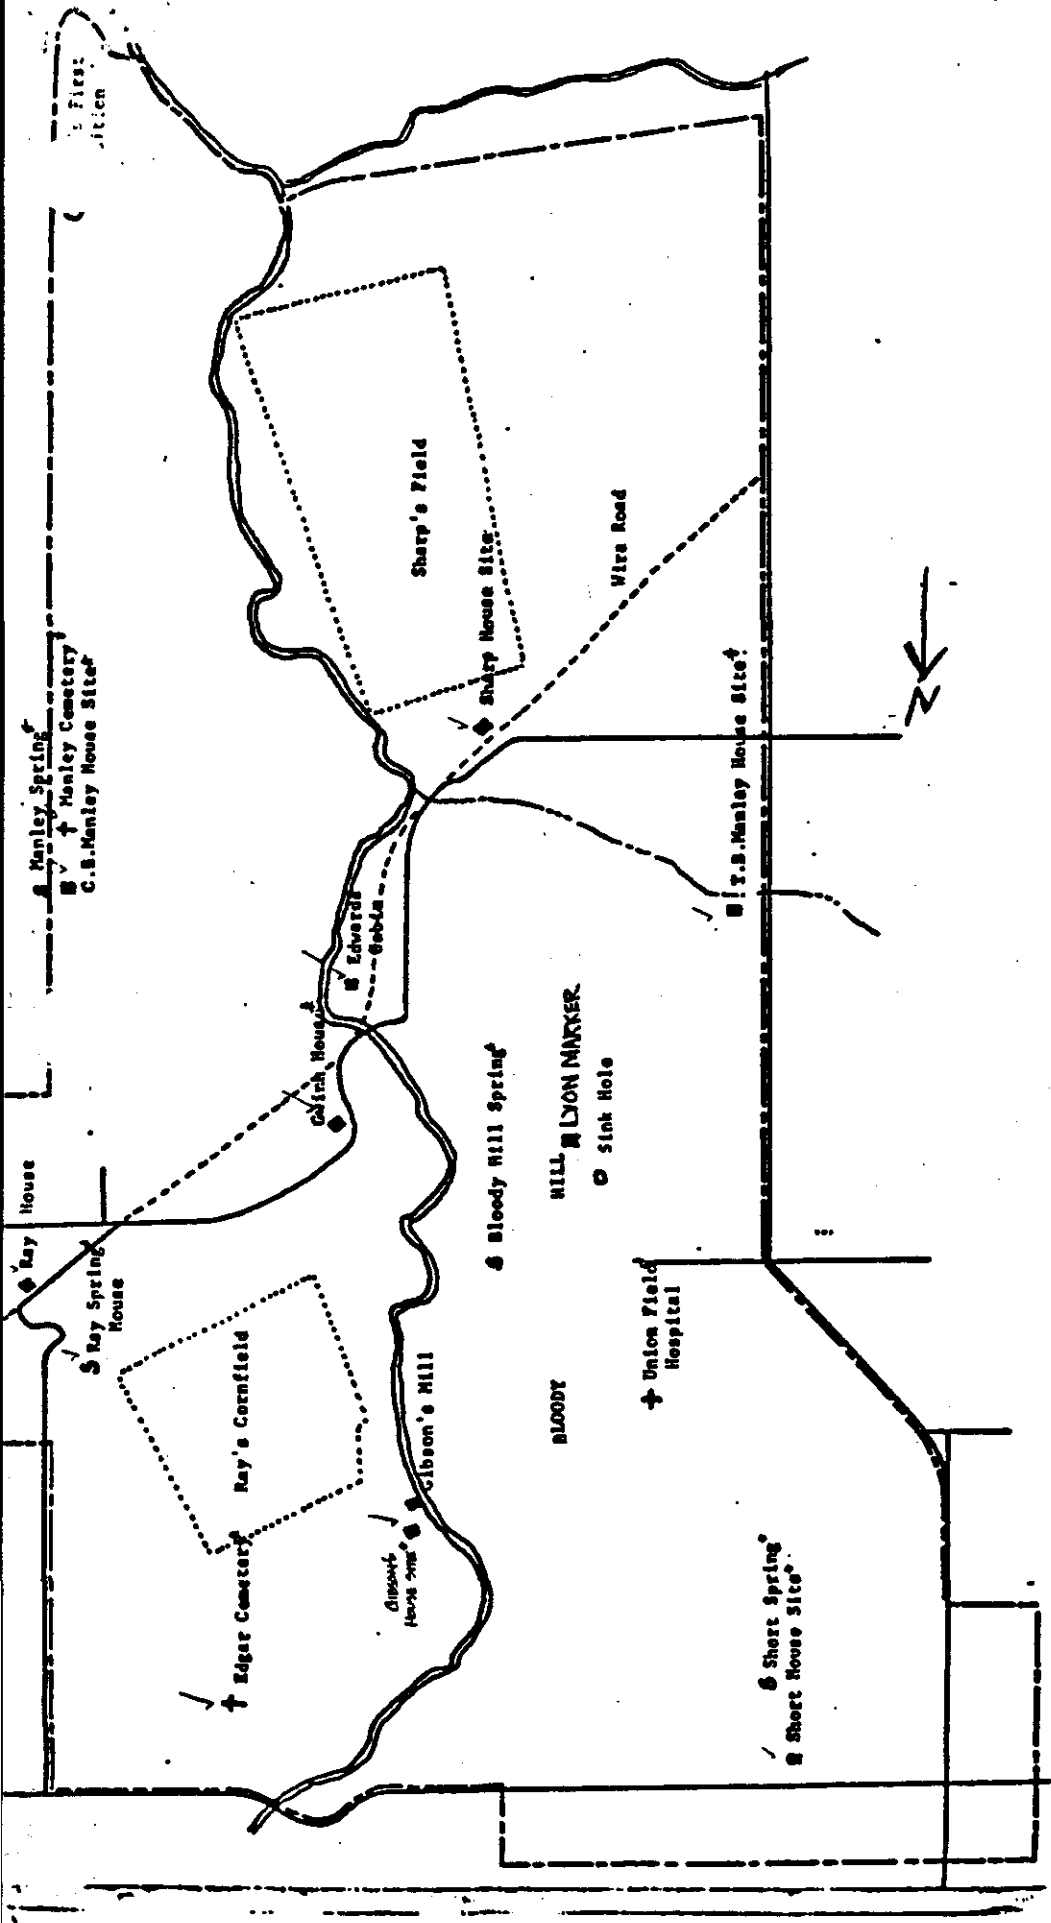 First
Manley Spring
Manley Cemetery
C.B.Manley House Site
Sharp's Field
Sharp House Site
Wire Road
T.B.Manley House Site
N
Edwards
Cabin
House
Ray House
Ray Spring
House
Ray's Cornfield
Edgar Cemetery
Gibson's Mill
House Site
Bloody Hill Spring
LYON MARKER
HILL
Sink Hole
BLOODY
Union Field
Hospital
Short Spring
Short House Site